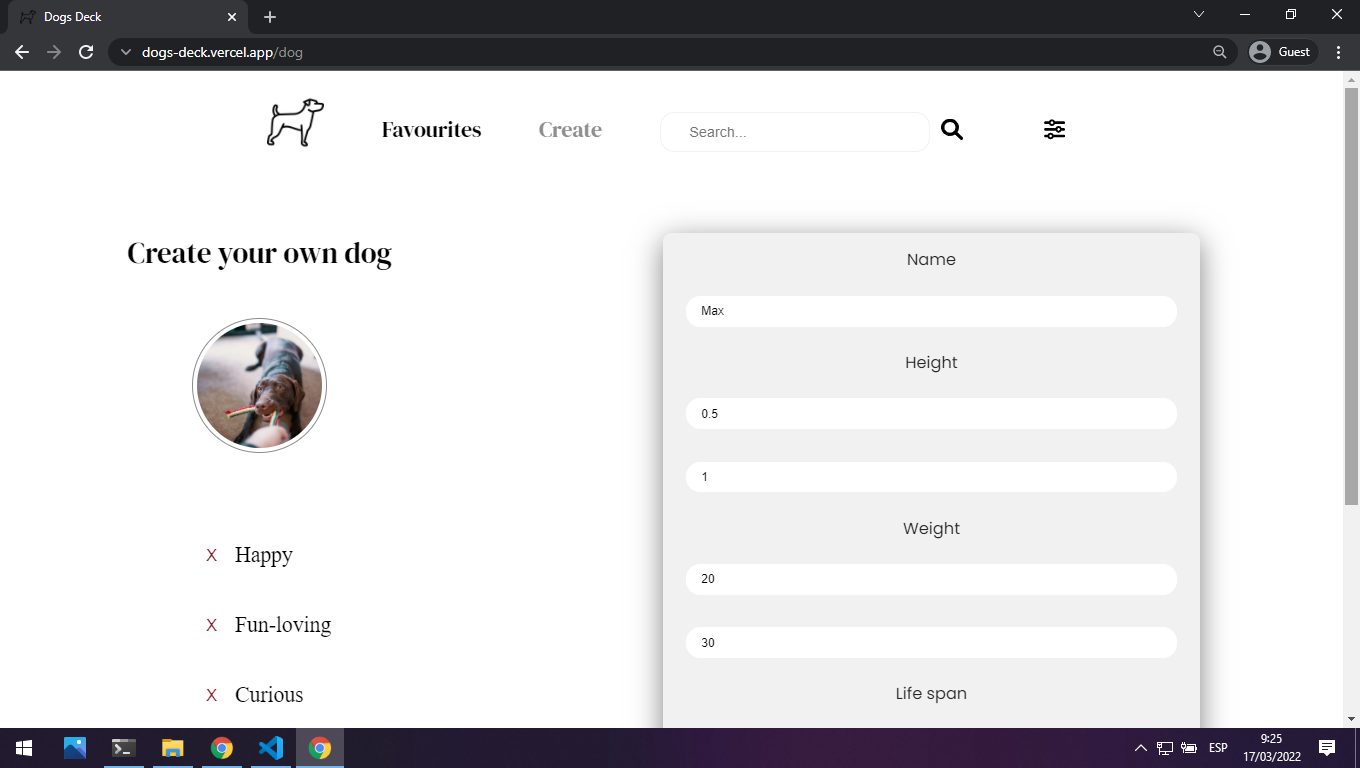 Dogs Deck
dogs-deck.vercel.app/dog
Guest
Favourites
Create
Search...
Create your own dog
X Happy
X Fun-loving
X Curious
Name
Max
Height
0.5
1
Weight
20
30
Life span
ESP
9:25
17/03/2022